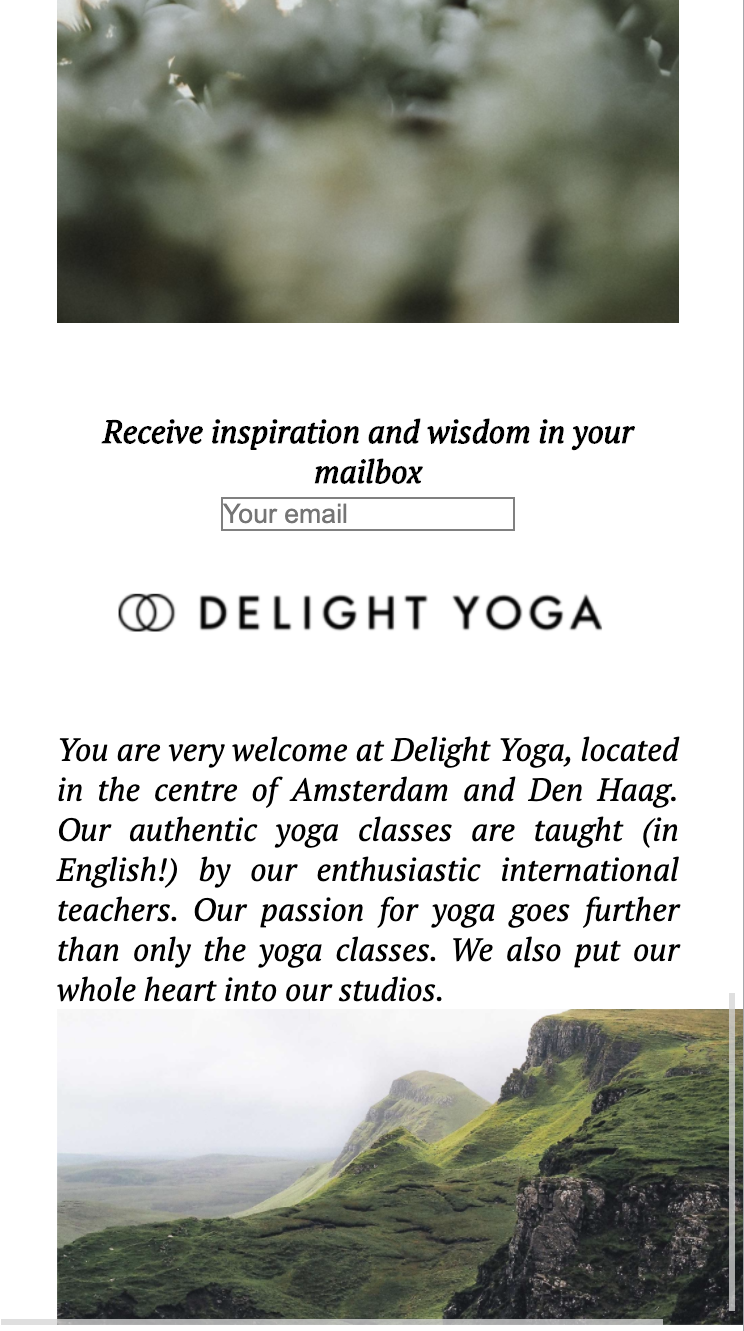 Receive inspiration and wisdom in your
mailbox
Your email
DELIGHT YOGA
You are very welcome at Delight Yoga, located
in the centre of Amsterdam and Den Haag.
Our authentic yoga classes are taught (in
English!) by our enthusiastic international
teachers. Our passion for yoga goes further
than only the yoga classes. We also put our
whole heart into our studios.